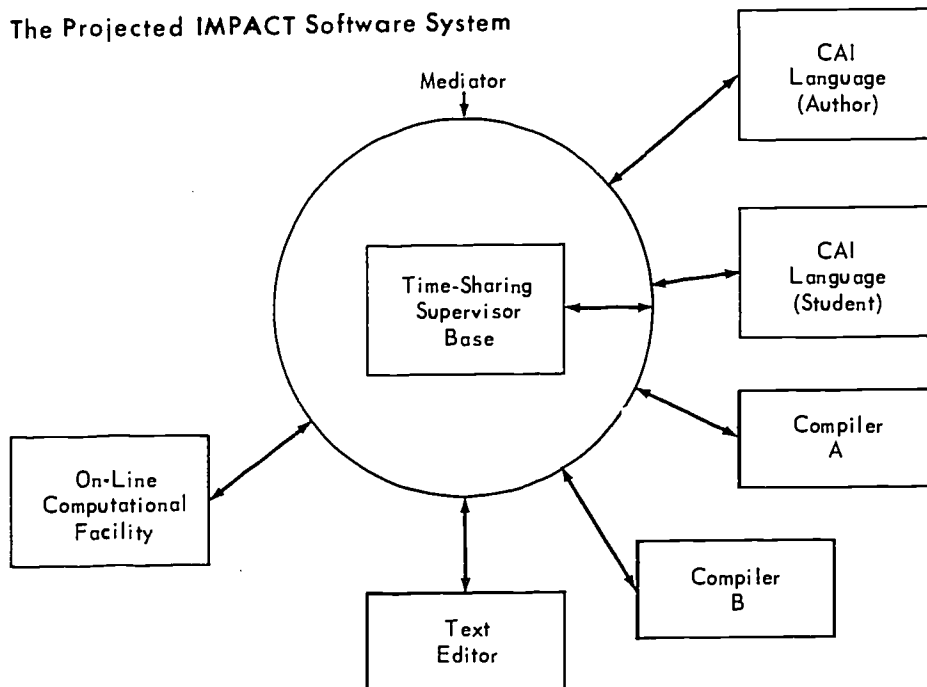 The Projected IMPACT Software System
Mediator
CAI
Language
(Author)
CAI
Language
(Student)
Time-Sharing
Supervisor
Base
Compiler
A
On-Line
Computational
Facility
Compiler
B
Text
Editor